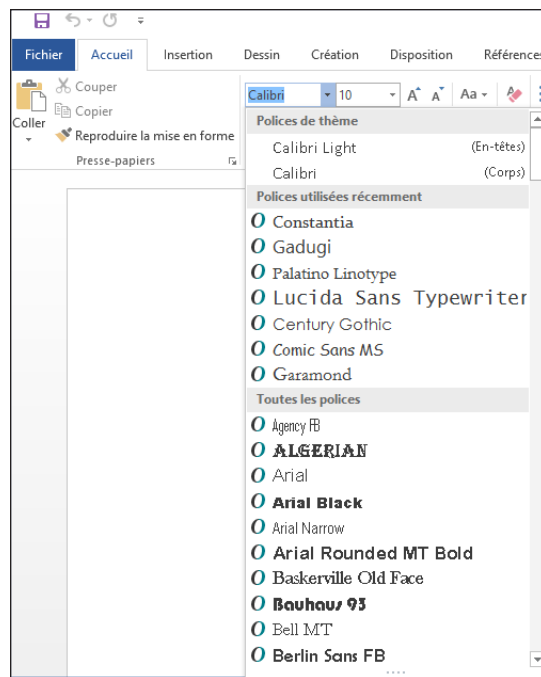 Fichier Accueil Insertion Dessin Création Disposition Références
Couper
Copier
Coller
Reproduire la mise en forme
Presse-papiers
Calibri 10 A A Aa
Polices de thème
Calibri Light (En-têtes)
Calibri (Corps)
Polices utilisées récemment
O Constantia
O Gadugi
O Palatino Linotype
O Lucida Sans Typewriter
O Century Gothic
O Comic Sans MS
O Garamond
Toutes les polices
O Agency FB
O ALGERIAN
O Arial
O Arial Black
O Arial Narrow
O Arial Rounded MT Bold
O Baskerville Old Face
O Bauhaus 93
O Bell MT
O Berlin Sans FB